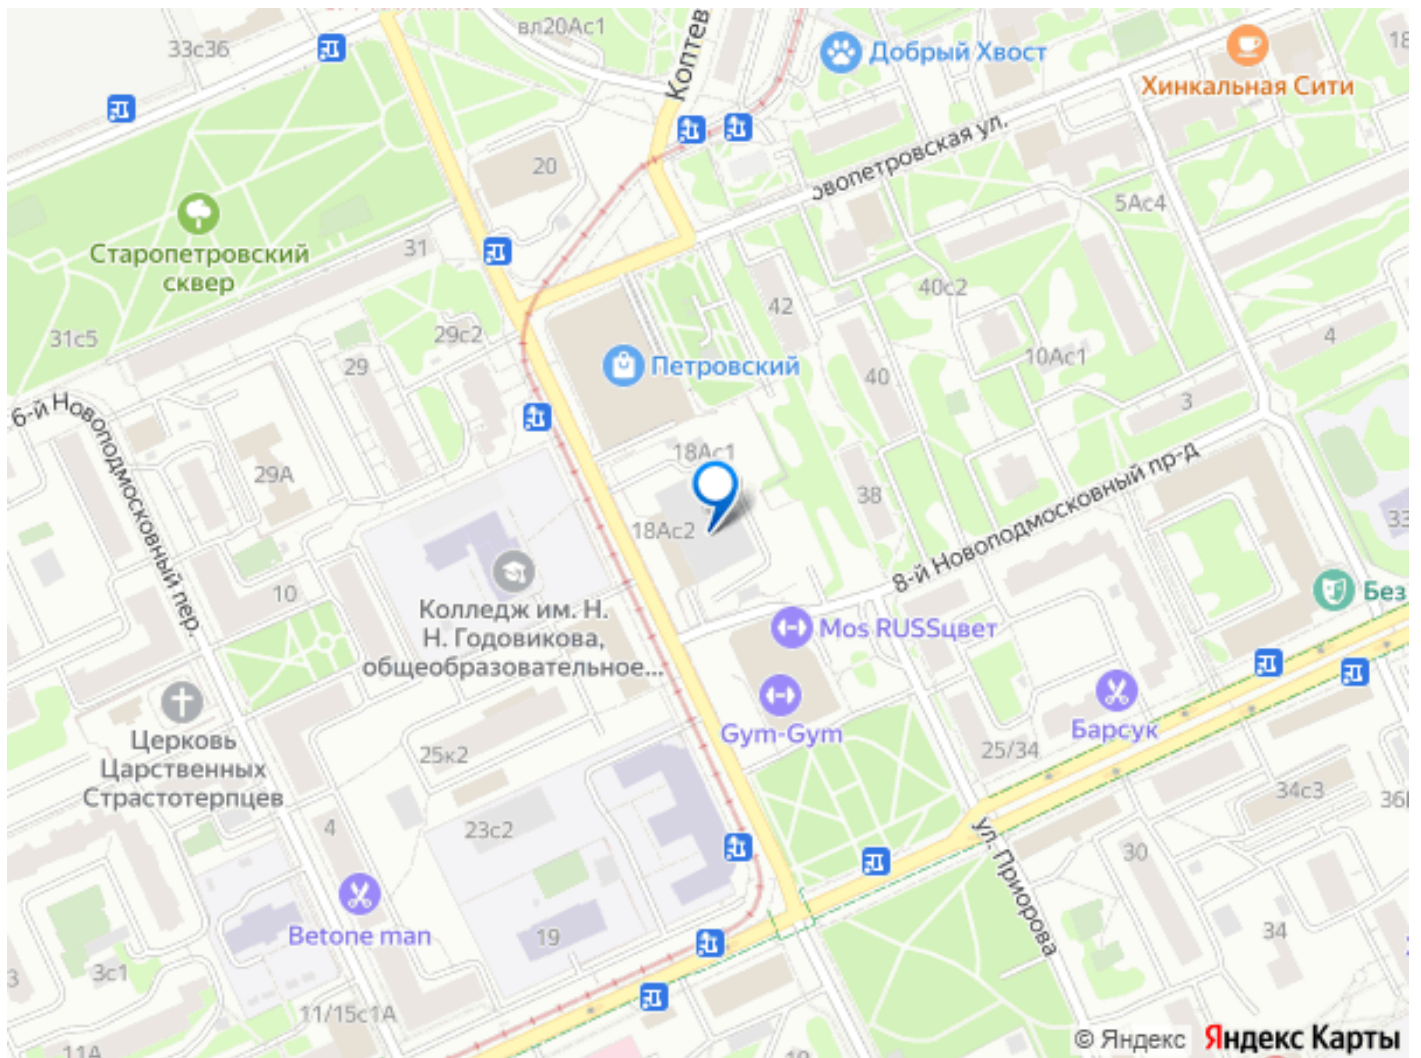 вл20Ас1
33с36
Коптев
Добрый Хвост
Хинкальная Сити
18
20
овопетровская ул.
5Ас4
Старопетровский
сквер
31
42
40с2
31с5
29с2
29
Петровский
40
10Ас1
4
3
6-й Новоподмосковный пер.
29А
18Ас1
38
8-й Новоподмосковный пр-д
33
18Ас2
10
Колледж им. Н.
Н. Годовикова,
общеобразовательное...
Mos RUSSцвет
Без
Gym-Gym
Барсук
25/34
Церковь
Царственных
Страстотерпцев
25к2
34с3
36
4
23с2
ул. Приорова
30
Betone man
19
34
3с1
3
11/15с1А
11А
19
© Яндекс Яндекс Карты